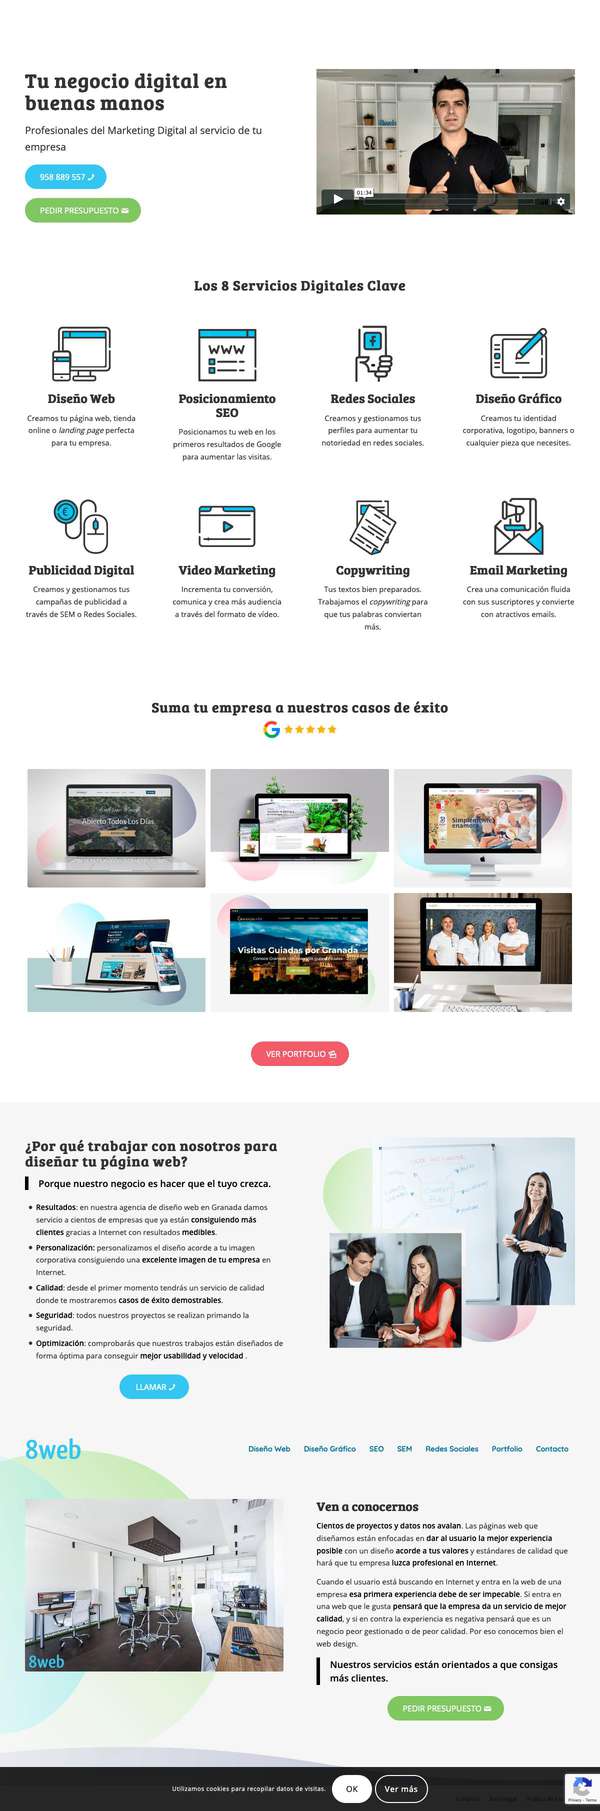 Tu negocio digital en
buenas manos
Profesionales del Marketing Digital al servicio de tu
empresa
958 889 557
PEDIR PRESUPUESTO
8web
01:34
Los 8 Servicios Digitales Clave
Diseño Web
Creamos tu página web, tienda
online o landing page perfecta
para tu empresa.
WWW
Posicionamiento
SEO
Posicionamos tu web en los
primeros resultados de Google
para aumentar las visitas.
Redes Sociales
Creamos y gestionamos tus
perfiles para aumentar tu
notoriedad en redes sociales.
Diseño Gráfico
Creamos tu identidad
corporativa, logotipo, banners o
cualquier pieza que necesites.
Publicidad Digital
Creamos y gestionamos tus
campañas de publicidad a
través de SEM o Redes Sociales.
Video Marketing
Incrementa tu conversión,
comunica y crea más audiencia
a través del formato de vídeo.
Copywriting
Tus textos bien preparados.
Trabajamos el copywriting para
que tus palabras conviertan
más.
Email Marketing
Crea una comunicación fluida
con sus suscriptores y convierte
con atractivos emails.
Suma tu empresa a nuestros casos de éxito
Abierto Todos Los Días
Visitas Guiadas por Granada
VER PORTFOLIO
¿Por qué trabajar con nosotros para
diseñar tu página web?
Porque nuestro negocio es hacer que el tuyo crezca.
Resultados: en nuestra agencia de diseño web en Granada damos
servicio a cientos de empresas que ya están consiguiendo más
clientes gracias a Internet con resultados medibles.
Personalización: personalizamos el diseño acorde a tu imagen
corporativa consiguiendo una excelente imagen de tu empresa en
Internet.
Calidad: desde el primer momento tendrás un servicio de calidad
donde te mostraremos casos de éxito demostrables.
Seguridad: todos nuestros proyectos se realizan primando la
seguridad.
Optimización: comprobarás que nuestros trabajos están diseñados de
forma óptima para conseguir mejor usabilidad y velocidad .
LLAMAR
8web
Diseño Web
Diseño Gráfico
SEO
SEM
Redes Sociales
Portfolio
Contacto
8web
Ven a conocernos
Cientos de proyectos y datos nos avalan. Las páginas web que
diseñamos están enfocadas en dar al usuario la mejor experiencia
posible con un diseño acorde a tus valores y estándares de calidad que
hará que tu empresa luzca profesional en Internet.
Cuando el usuario está buscando en Internet y entra en la web de una
empresa esa primera experiencia debe de ser impecable. Si entra en
una web que le gusta pensará que la empresa da un servicio de mejor
calidad, y si en contra la experiencia es negativa pensará que es un
negocio peor gestionado o de peor calidad. Por eso conocemos bien el
web design.
Nuestros servicios están orientados a que consigas
más clientes.
PEDIR PRESUPUESTO
Utilizamos cookies para recopilar datos de visitas.
OK
Ver más
Privacy - Terms